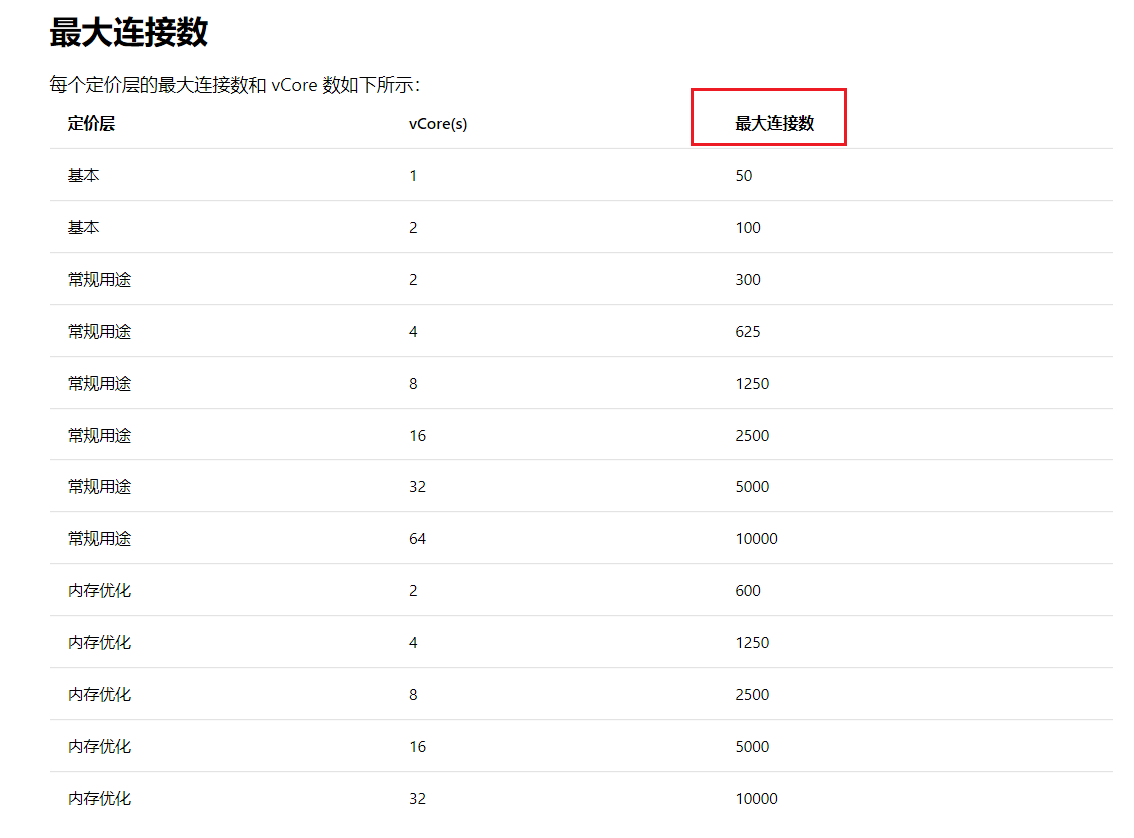 最大连接数
每个定价层的最大连接数和 vCore 数如下所示：
定价层 vCore(s) 最大连接数
基本 1 50
基本 2 100
常规用途 2 300
常规用途 4 625
常规用途 8 1250
常规用途 16 2500
常规用途 32 5000
常规用途 64 10000
内存优化 2 600
内存优化 4 1250
内存优化 8 2500
内存优化 16 5000
内存优化 32 10000